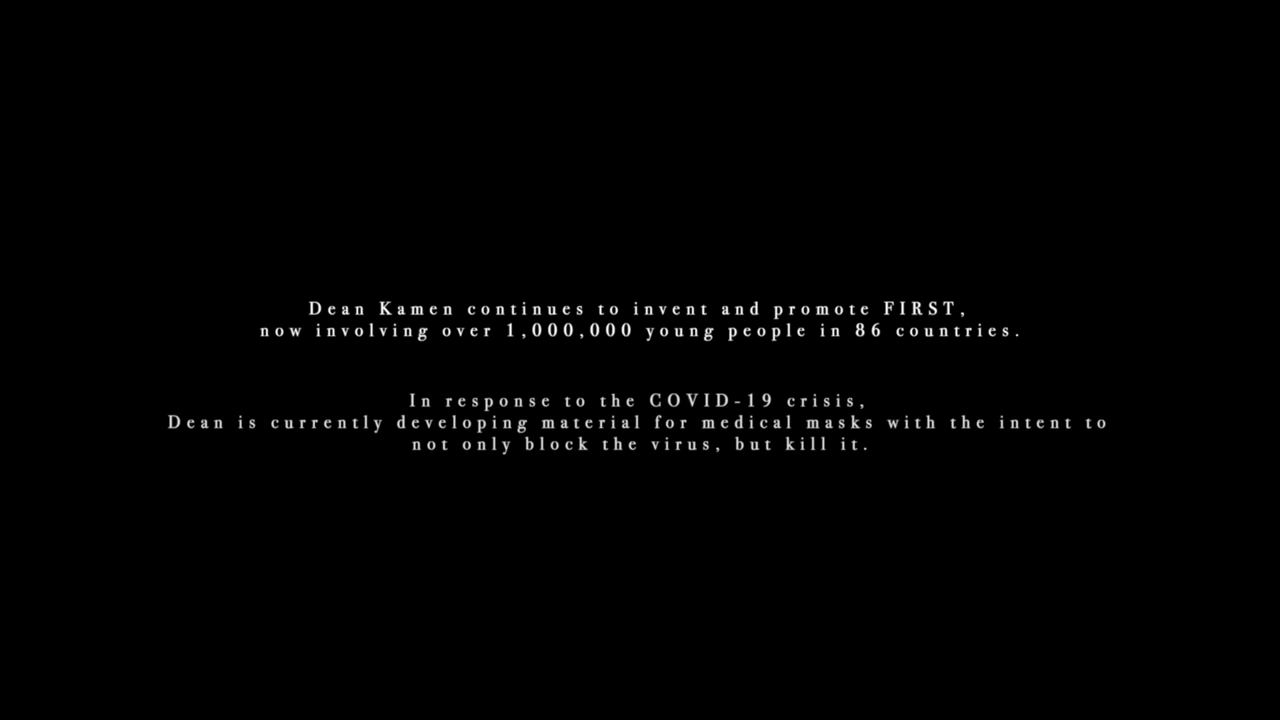 Dean Kamen continues to invent and promote FIRST,
now involving over 1,000,000 young people in 86 countries.
In response to the COVID-19 crisis,
Dean is currently developing material for medical masks with the intent to
not only block the virus, but kill it.